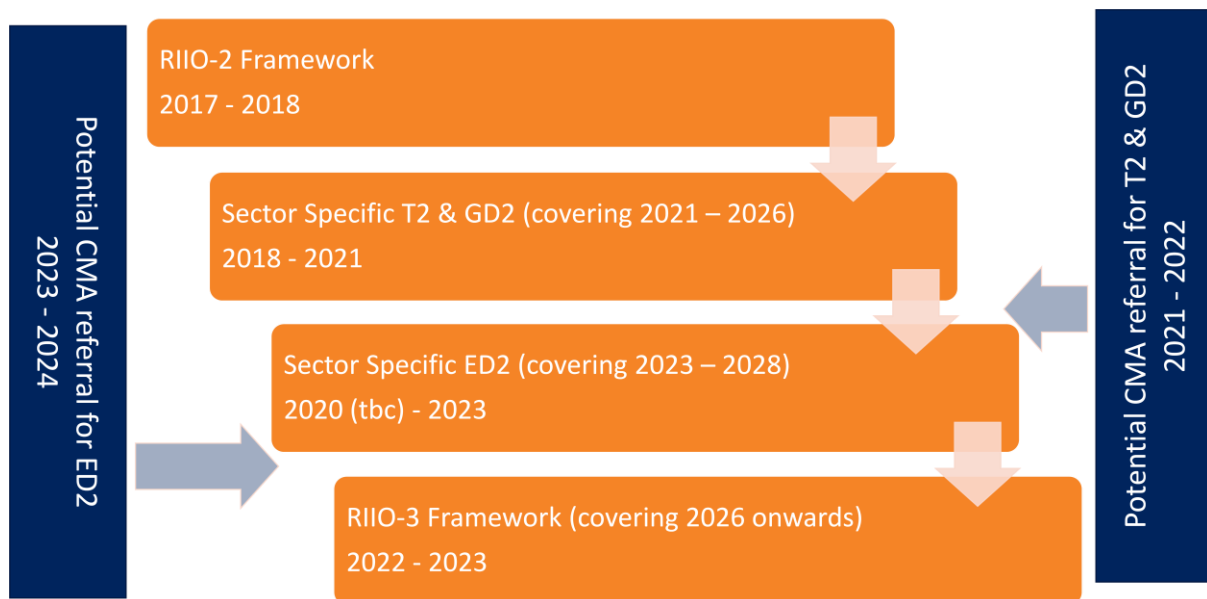 RIIO-2 Framework
2017 - 2018
Sector Specific T2 & GD2 (covering 2021 – 2026)
2018 - 2021
Sector Specific ED2 (covering 2023 – 2028)
2020 (tbc) - 2023
RIIO-3 Framework (covering 2026 onwards)
2022 - 2023
Potential CMA referral for ED2
2023 - 2024
Potential CMA referral for T2 & GD2
2021 - 2022